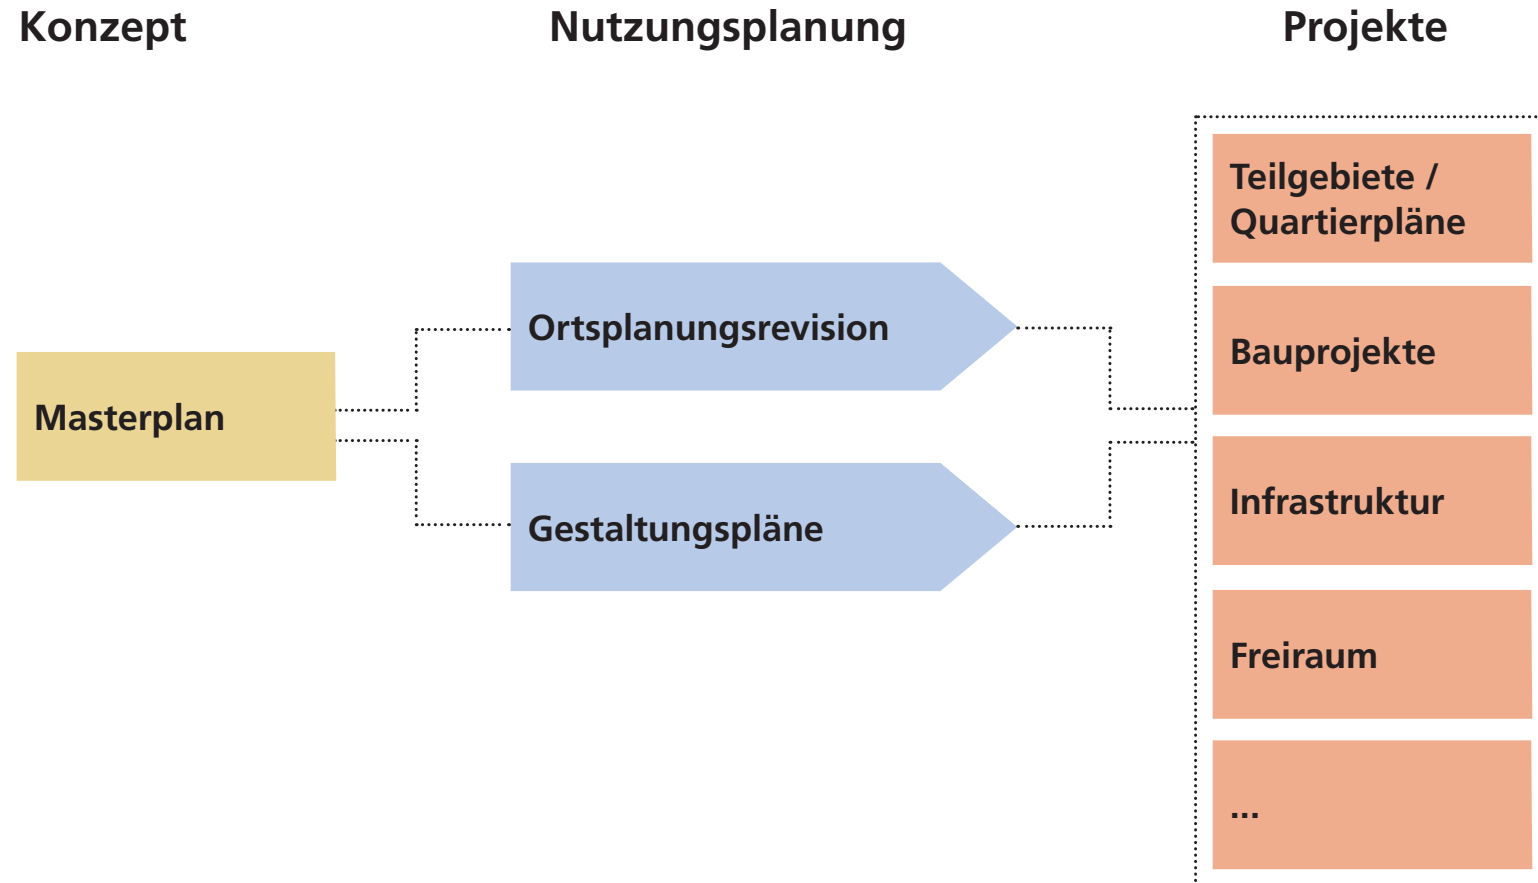 Konzept
Nutzungsplanung
Projekte
Masterplan
Ortsplanungsrevision
Gestaltungspläne
Teilgebiete /
Quartierpläne
Bauprojekte
Infrastruktur
Freiraum
...